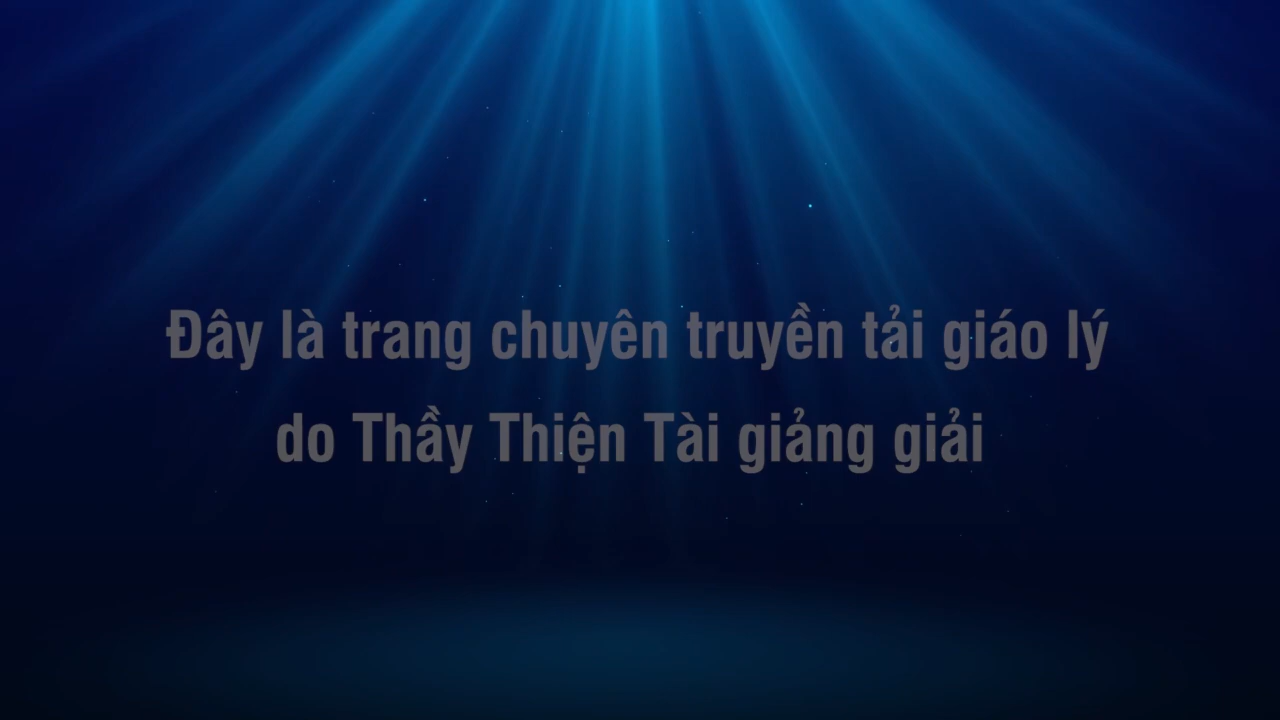 Đây là trang chuyên truyền tải giáo lý
do Thầy Thiện Tài giảng giải